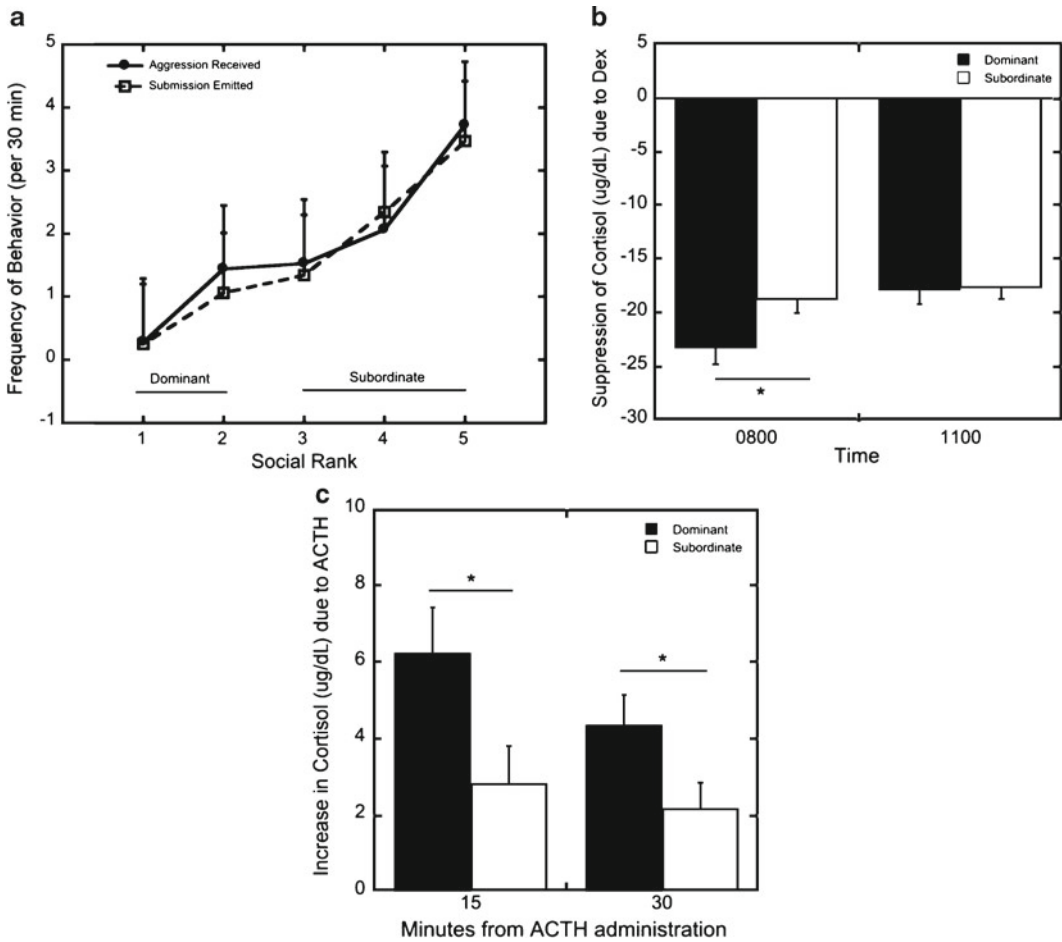 a
Frequency of Behavior (per 30 min)
5
4
3
2
1
0
-1
Aggression Received
Submission Emitted
Dominant
Subordinate
1 2 3 4 5
Social Rank
b
Suppression of Cortisol (ug/dL) due to Dex
5
0
-5
-10
-15
-20
-25
-30
Dominant
Subordinate
*
0800 1100
Time
c
Increase in Cortisol (ug/dL) due to ACTH
10
8
6
4
2
0
Dominant
Subordinate
*
*
15 30
Minutes from ACTH administration